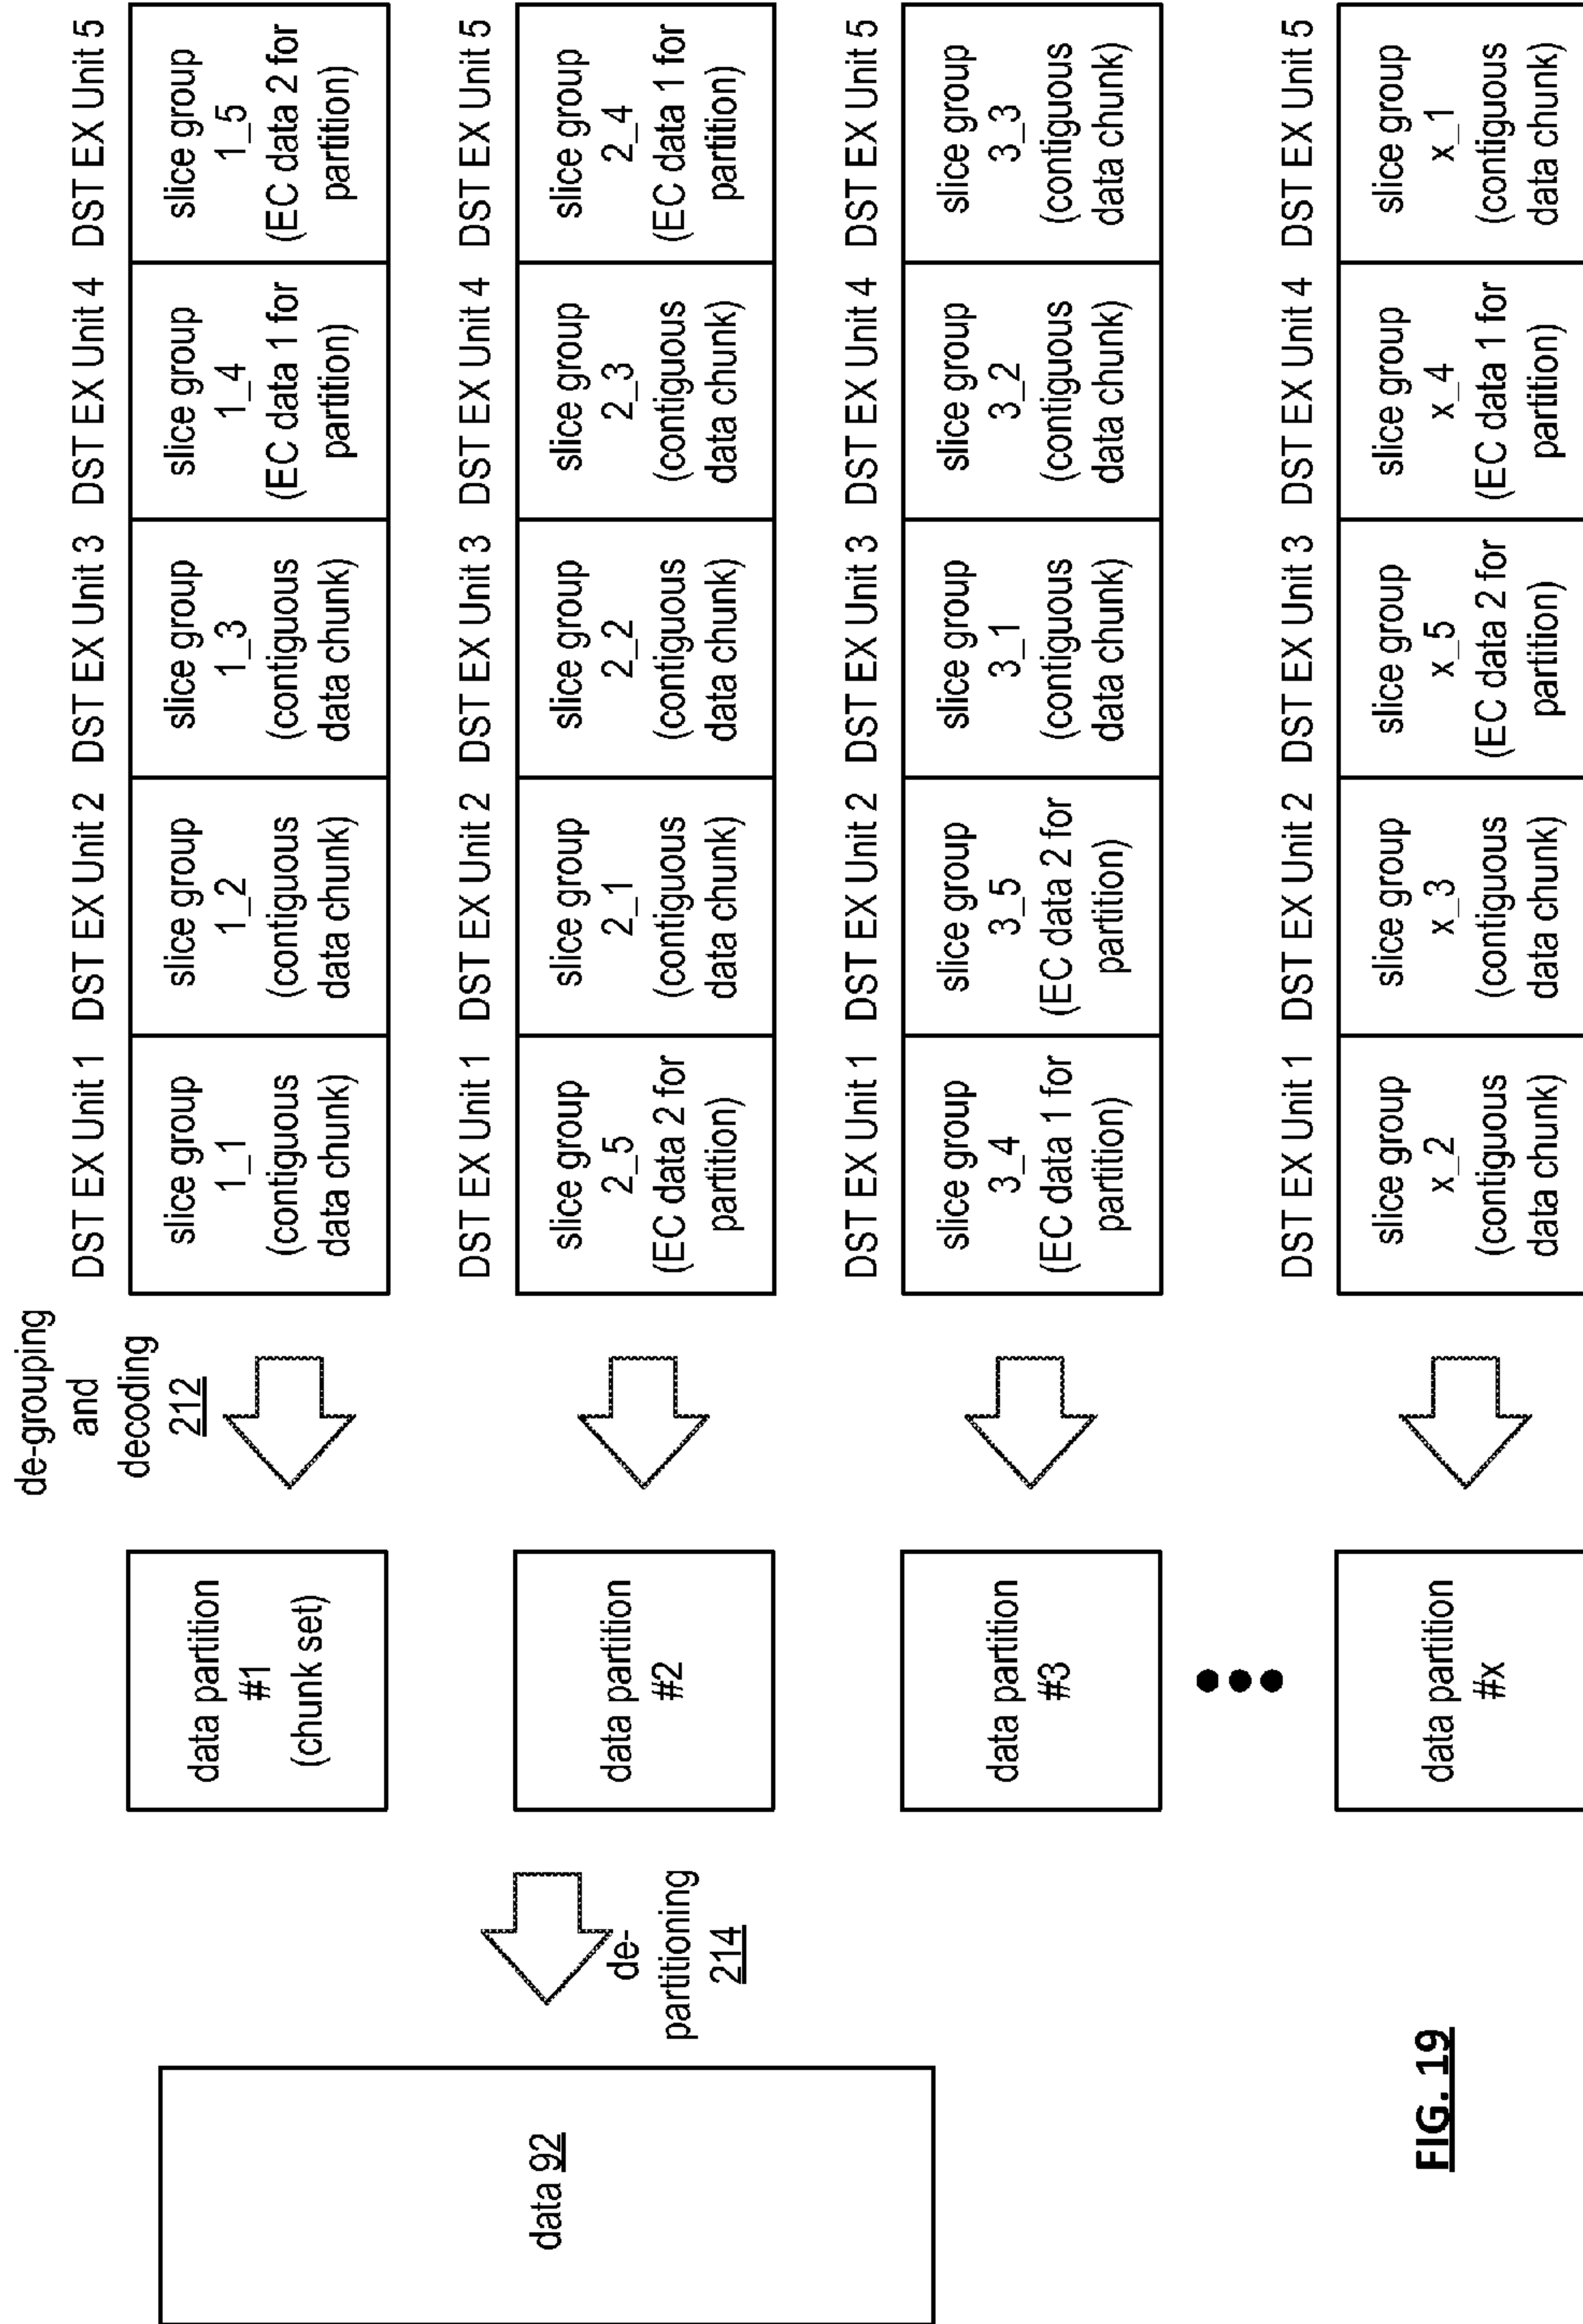 de-grouping
and
decoding
212
DST EX Unit 1 DST EX Unit 2 DST EX Unit 3 DST EX Unit 4 DST EX Unit 5
data partition
#1
(chunk set)
slice group
1_1
(contiguous
data chunk)
slice group
1_2
(contiguous
data chunk)
slice group
1_3
(contiguous
data chunk)
slice group
1_4
(EC data 1 for
partition)
slice group
1_5
(EC data 2 for
partition)
data 92
de-
partitioning
214
DST EX Unit 1 DST EX Unit 2 DST EX Unit 3 DST EX Unit 4 DST EX Unit 5
data partition
#2
slice group
2_5
(EC data 2 for
partition)
slice group
2_1
(contiguous
data chunk)
slice group
2_2
(contiguous
data chunk)
slice group
2_3
(contiguous
data chunk)
slice group
2_4
(EC data 1 for
partition)
DST EX Unit 1 DST EX Unit 2 DST EX Unit 3 DST EX Unit 4 DST EX Unit 5
data partition
#3
slice group
3_4
(EC data 1 for
partition)
slice group
3_5
(EC data 2 for
partition)
slice group
3_1
(contiguous
data chunk)
slice group
3_2
(contiguous
data chunk)
slice group
3_3
(contiguous
data chunk)
DST EX Unit 1 DST EX Unit 2 DST EX Unit 3 DST EX Unit 4 DST EX Unit 5
data partition
#x
slice group
x_2
(contiguous
data chunk)
slice group
x_3
(contiguous
data chunk)
slice group
x_5
(EC data 2 for
partition)
slice group
x_4
(EC data 1 for
partition)
slice group
x_1
(contiguous
data chunk)
FIG. 19